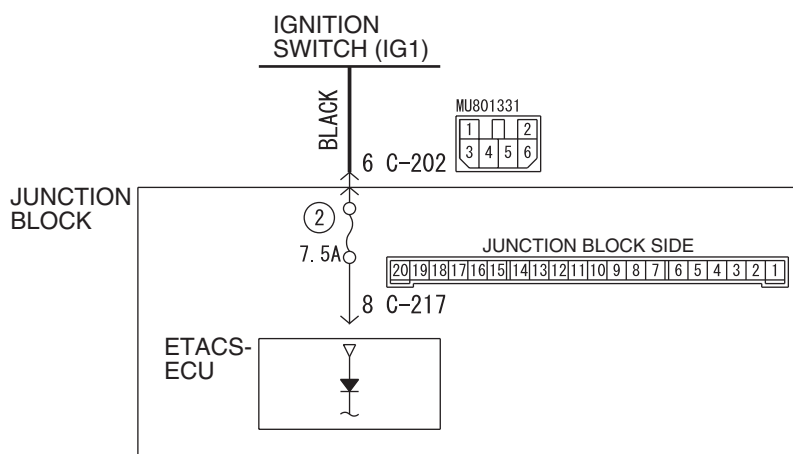 IGNITION
SWITCH (IG1)
BLACK
MU801331
1 2
3 4 5 6
6 C-202
JUNCTION
BLOCK
2
7.5A
JUNCTION BLOCK SIDE
20 19 18 17 16 15 14 13 12 11 10 9 8 7 6 5 4 3 2 1
8 C-217
ETACS-
ECU